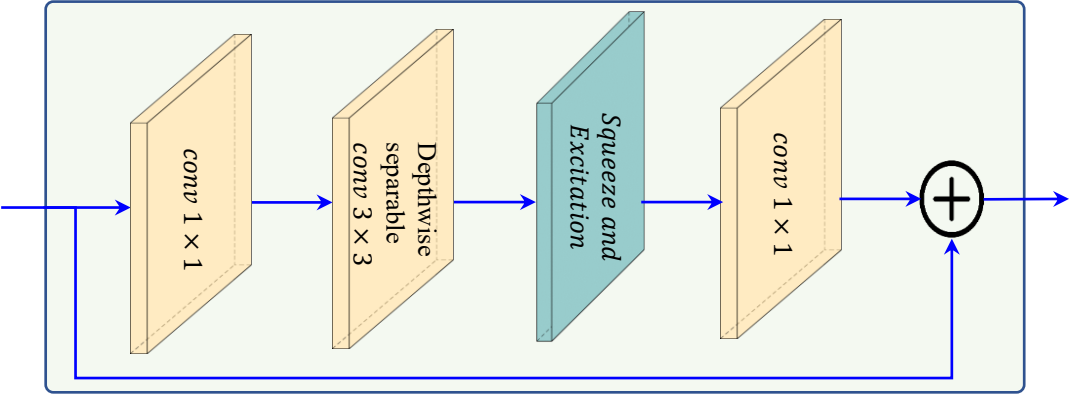 conv 1 × 1
Depthwise
separable
conv 3 × 3
Squeeze and
Excitation
conv 1 × 1
+